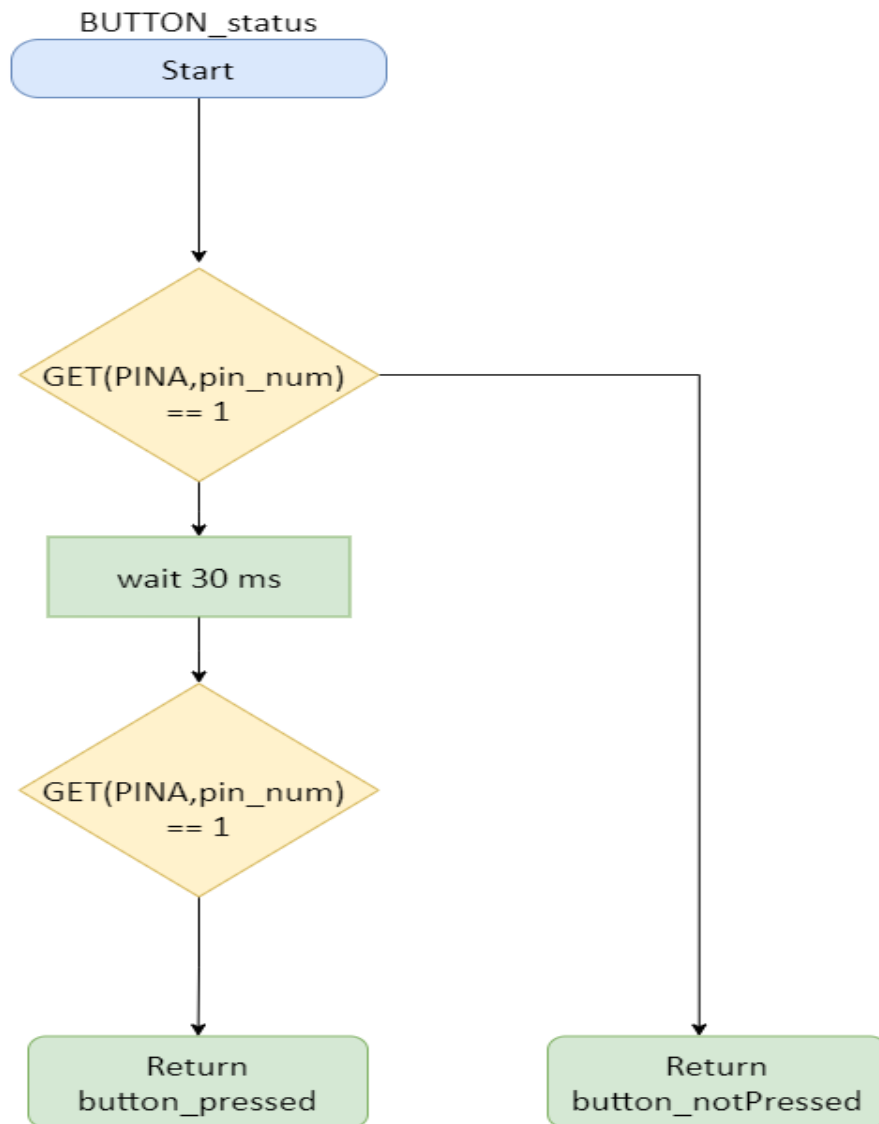 BUTTON_status
Start
GET(PINA,pin_num)
== 1
wait 30 ms
GET(PINA,pin_num)
== 1
Return
button_pressed
Return
button_notPressed